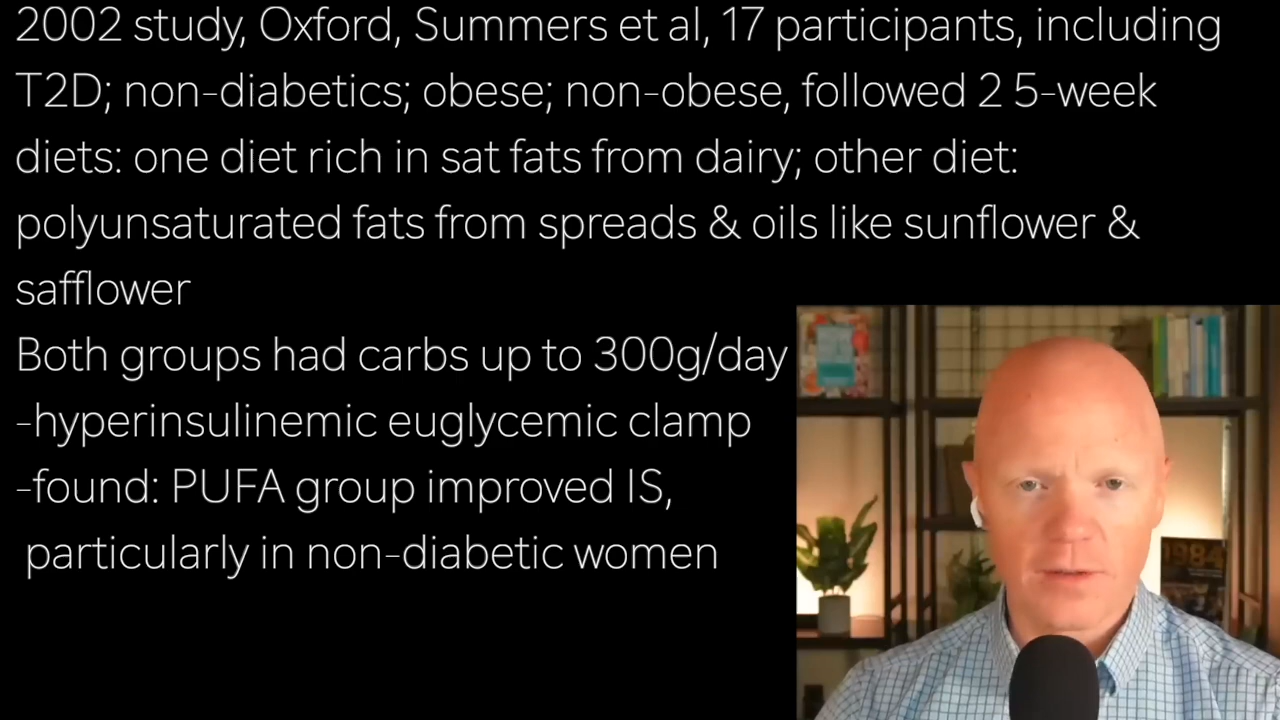 2002 study, Oxford, Summers et al, 17 participants, including
T2D; non-diabetics; obese; non-obese, followed 2 5-week
diets: one diet rich in sat fats from dairy; other diet:
polyunsaturated fats from spreads & oils like sunflower &
safflower
Both groups had carbs up to 300g/day
-hyperinsulinemic euglycemic clamp
-found: PUFA group improved IS,
particularly in non-diabetic women
1984